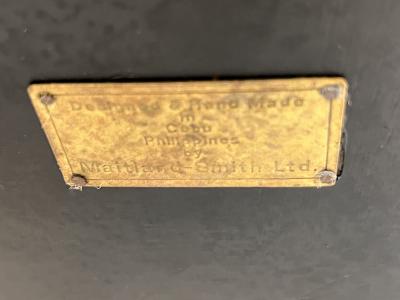 Designed & Hand Made
in
Cebu
Philippines
by
Maitland-Smith Ltd.